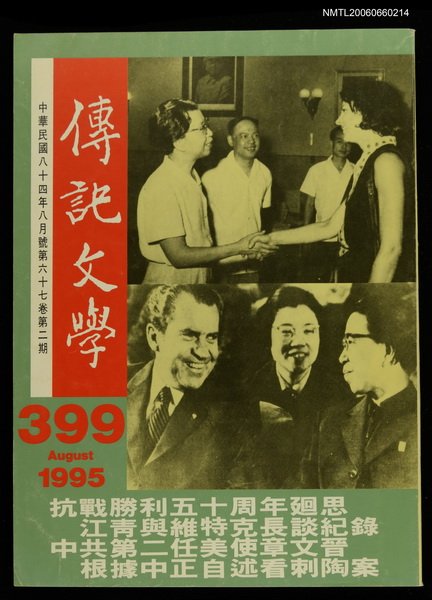 NMTL20060660214
傳記文學
中華民國八十四年八月號第六十七卷第二期
399
August
1995
抗戰勝利五十周年廻思
江青與維特克長談紀錄
中共第二任美使章文晉
根據中正自述看刺陶案